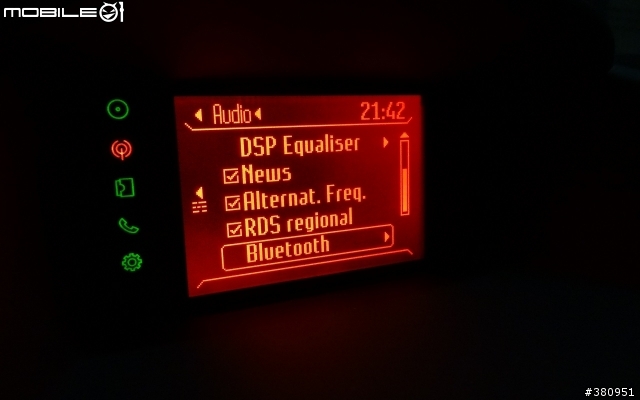 MOBILE01
Audio 21:42
DSP Equaliser
News
Alternat. Freq.
RDS regional
Bluetooth
#380951